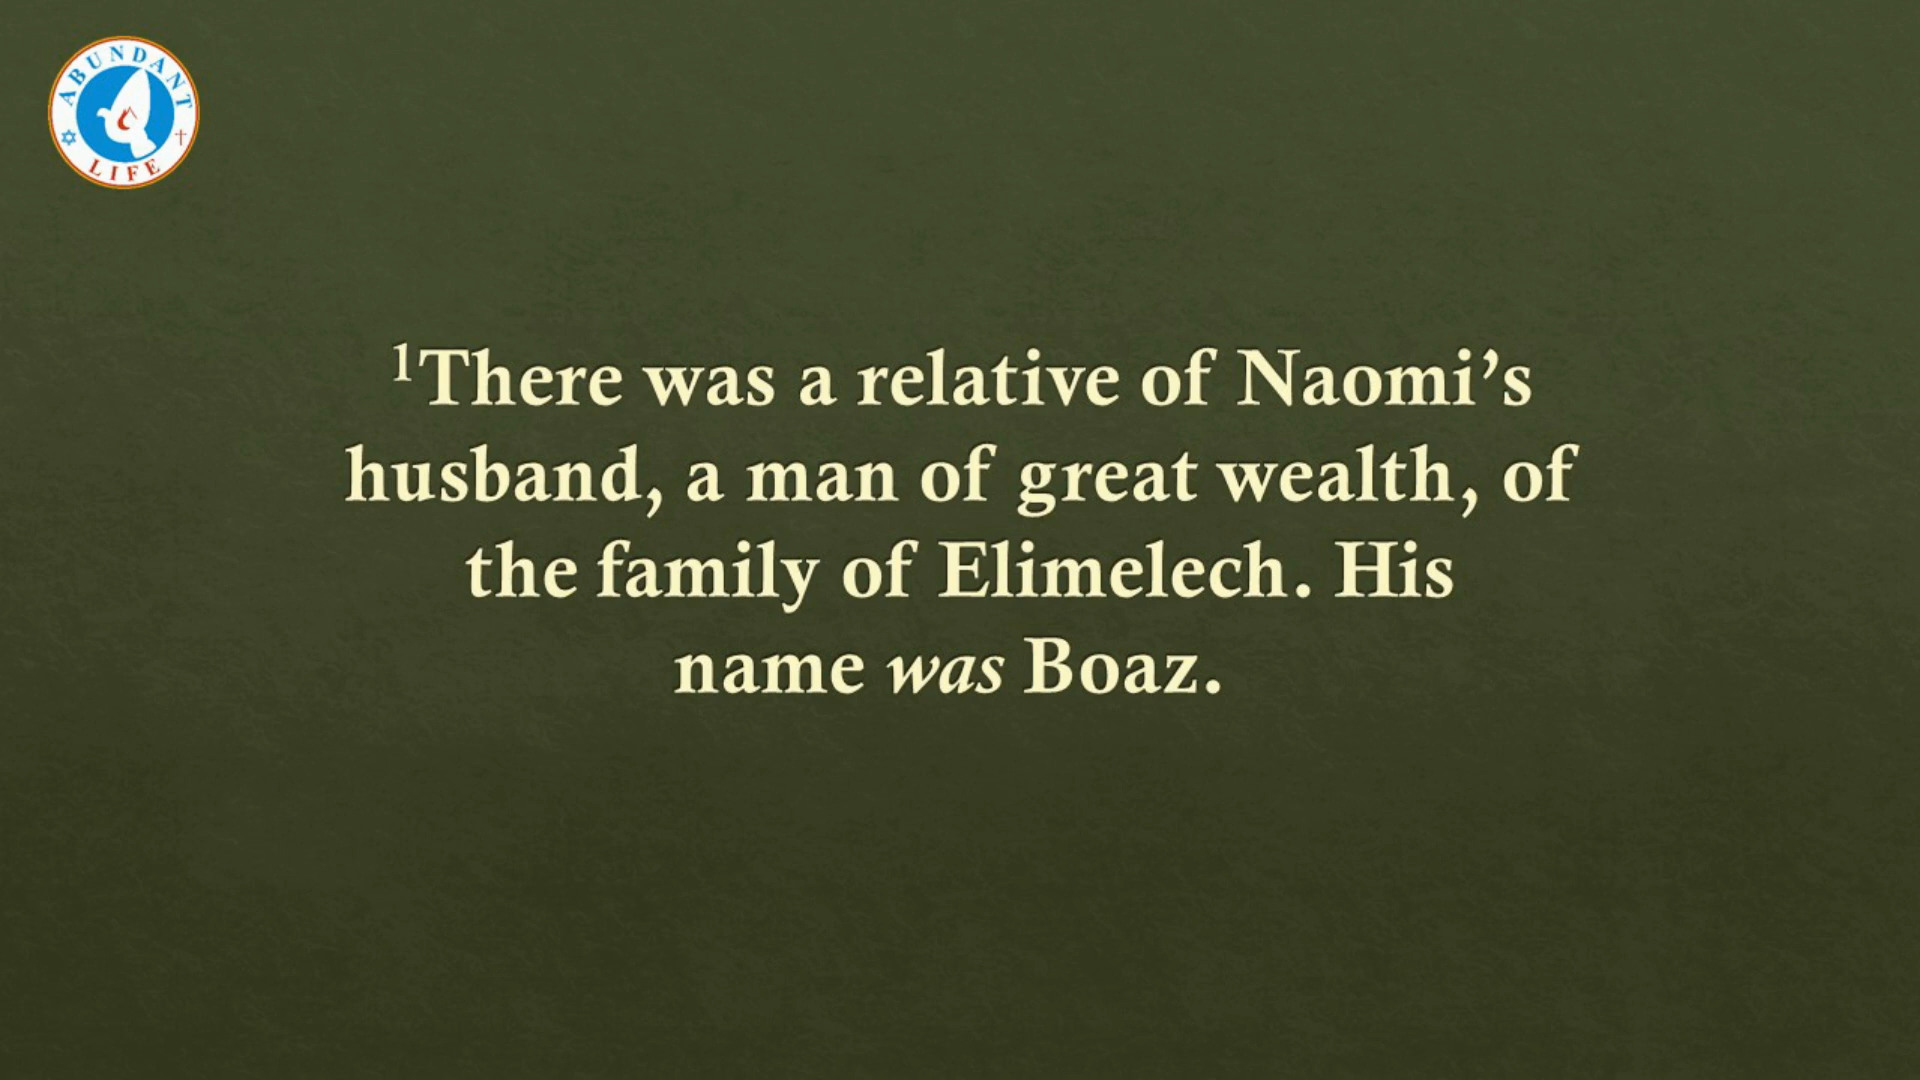 ABUNDANT
LIFE
¹There was a relative of Naomi’s
husband, a man of great wealth, of
the family of Elimelech. His
name was Boaz.